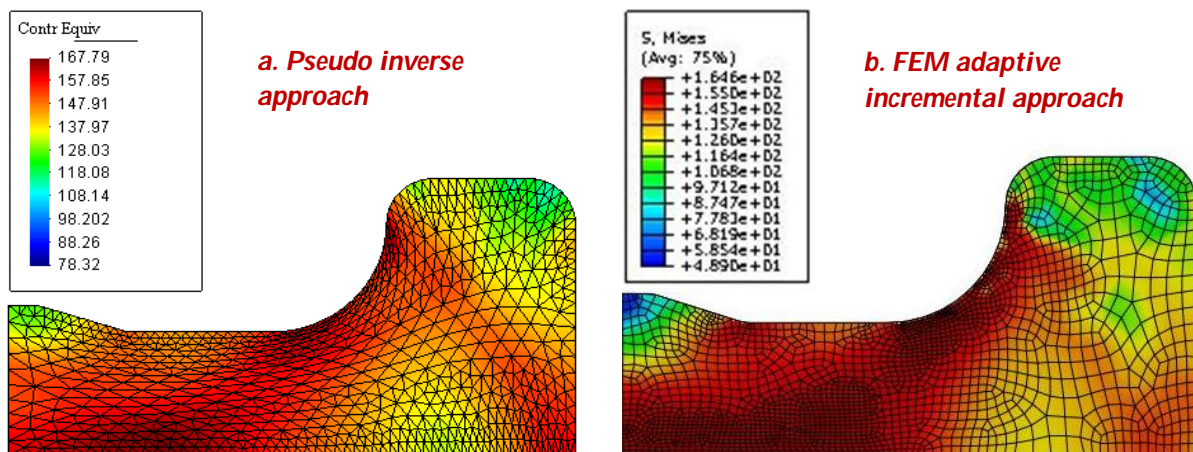 Contr Equiv
167.79
157.85
147.91
137.97
128.03
118.08
108.14
98.202
88.26
78.32
a. Pseudo inverse
approach
S, Mises
(Avg: 75%)
+1.646e+02
+1.550e+02
+1.453e+02
+1.357e+02
+1.260e+02
+1.164e+02
+1.068e+02
+9.712e+01
+8.747e+01
+7.783e+01
+6.819e+01
+5.854e+01
+4.890e+01
b. FEM adaptive
incremental approach